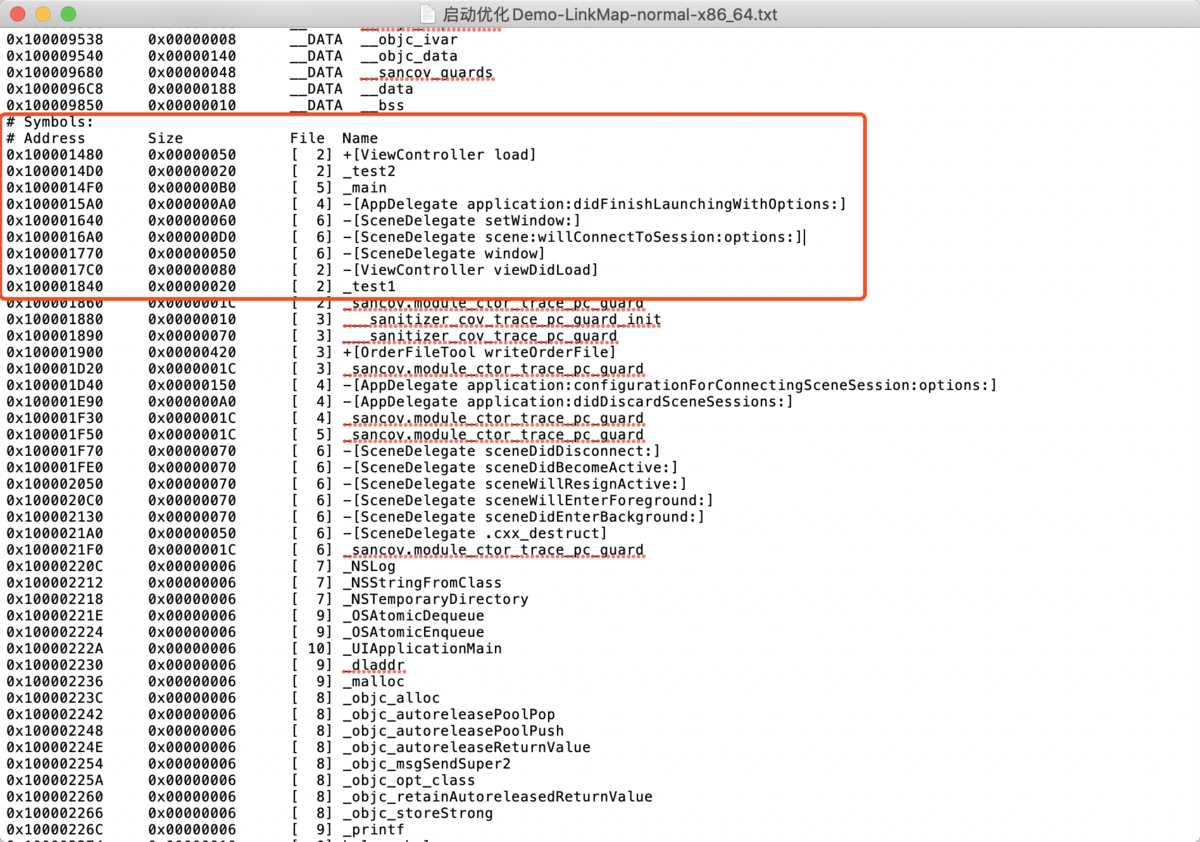 启动优化Demo-LinkMap-normal-x86_64.txt
0x100009538 0x00000008 __DATA __objc_ivar
0x100009540 0x00000140 __DATA __objc_data
0x100009680 0x00000048 __DATA __sancov_guards
0x1000096C8 0x00000188 __DATA __data
0x100009850 0x00000010 __DATA __bss
# Symbols:
# Address Size File Name
0x100001480 0x00000050 [ 2] +[ViewController load]
0x1000014D0 0x00000020 [ 2] _test2
0x1000014F0 0x000000B0 [ 5] _main
0x1000015A0 0x000000A0 [ 4] -[AppDelegate application:didFinishLaunchingWithOptions:]
0x100001640 0x00000060 [ 6] -[SceneDelegate setWindow:]
0x1000016A0 0x000000D0 [ 6] -[SceneDelegate scene:willConnectToSession:options:]
0x100001770 0x00000050 [ 6] -[SceneDelegate window]
0x1000017C0 0x00000080 [ 2] -[ViewController viewDidLoad]
0x100001840 0x00000020 [ 2] _test1
0x100001860 0x0000001C [ 2] _sancov.module_ctor_trace_pc_guard
0x100001880 0x00000010 [ 3] ___sanitizer_cov_trace_pc_guard_init
0x100001890 0x00000070 [ 3] ___sanitizer_cov_trace_pc_guard
0x100001900 0x00000420 [ 3] +[OrderFileTool writeOrderFile]
0x100001D20 0x0000001C [ 3] _sancov.module_ctor_trace_pc_guard
0x100001D40 0x00000150 [ 4] -[AppDelegate application:configurationForConnectingSceneSession:options:]
0x100001E90 0x000000A0 [ 4] -[AppDelegate application:didDiscardSceneSessions:]
0x100001F30 0x0000001C [ 4] _sancov.module_ctor_trace_pc_guard
0x100001F50 0x0000001C [ 5] _sancov.module_ctor_trace_pc_guard
0x100001F70 0x00000070 [ 6] -[SceneDelegate sceneDidDisconnect:]
0x100001FE0 0x00000070 [ 6] -[SceneDelegate sceneDidBecomeActive:]
0x100002050 0x00000070 [ 6] -[SceneDelegate sceneWillResignActive:]
0x1000020C0 0x00000070 [ 6] -[SceneDelegate sceneWillEnterForeground:]
0x100002130 0x00000070 [ 6] -[SceneDelegate sceneDidEnterBackground:]
0x1000021A0 0x00000050 [ 6] -[SceneDelegate .cxx_destruct]
0x1000021F0 0x0000001C [ 6] _sancov.module_ctor_trace_pc_guard
0x10000220C 0x00000006 [ 7] _NSLog
0x100002212 0x00000006 [ 7] _NSStringFromClass
0x100002218 0x00000006 [ 7] _NSTemporaryDirectory
0x10000221E 0x00000006 [ 9] _OSAtomicDequeue
0x100002224 0x00000006 [ 9] _OSAtomicEnqueue
0x10000222A 0x00000006 [ 10] _UIApplicationMain
0x100002230 0x00000006 [ 9] _dladdr
0x100002236 0x00000006 [ 9] _malloc
0x10000223C 0x00000006 [ 8] _objc_alloc
0x100002242 0x00000006 [ 8] _objc_autoreleasePoolPop
0x100002248 0x00000006 [ 8] _objc_autoreleasePoolPush
0x10000224E 0x00000006 [ 8] _objc_autoreleaseReturnValue
0x100002254 0x00000006 [ 8] _objc_msgSendSuper2
0x10000225A 0x00000006 [ 8] _objc_opt_class
0x100002260 0x00000006 [ 8] _objc_retainAutoreleasedReturnValue
0x100002266 0x00000006 [ 8] _objc_storeStrong
0x10000226C 0x00000006 [ 9] _printf